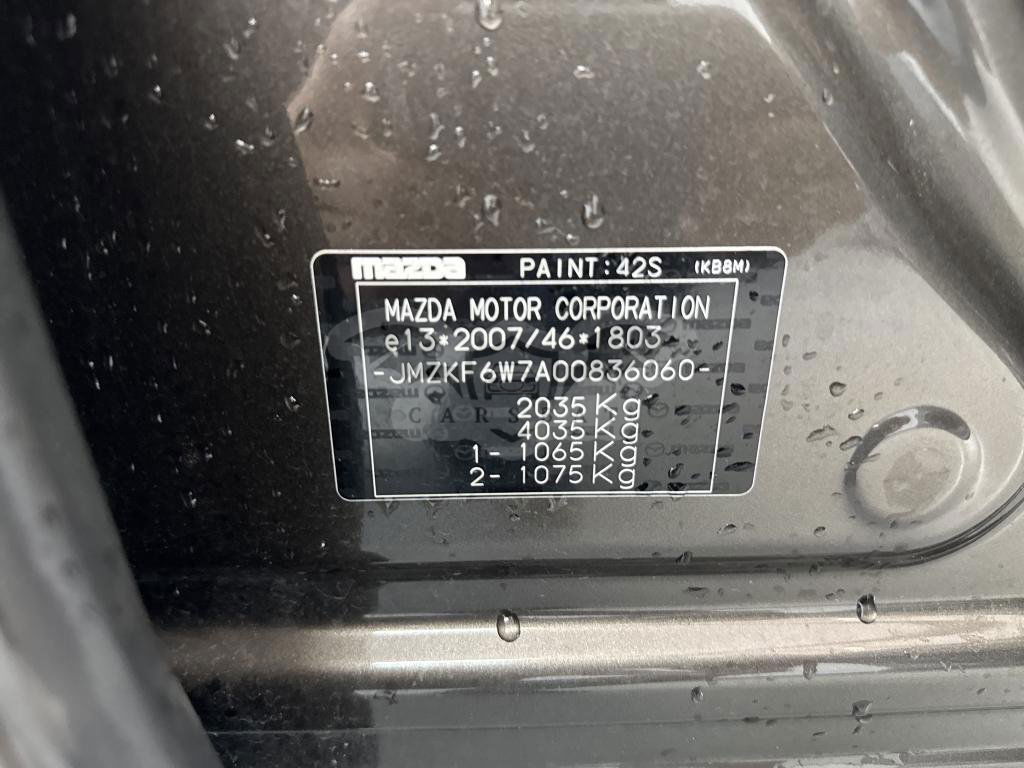 mazda PAINT:42S (KB8M)
MAZDA MOTOR CORPORATION
e13*2007/46*1803
-JMZKF6W7A00836060-
2035 Kg
4035 Kg
1- 1065 Kg
2- 1075 Kg